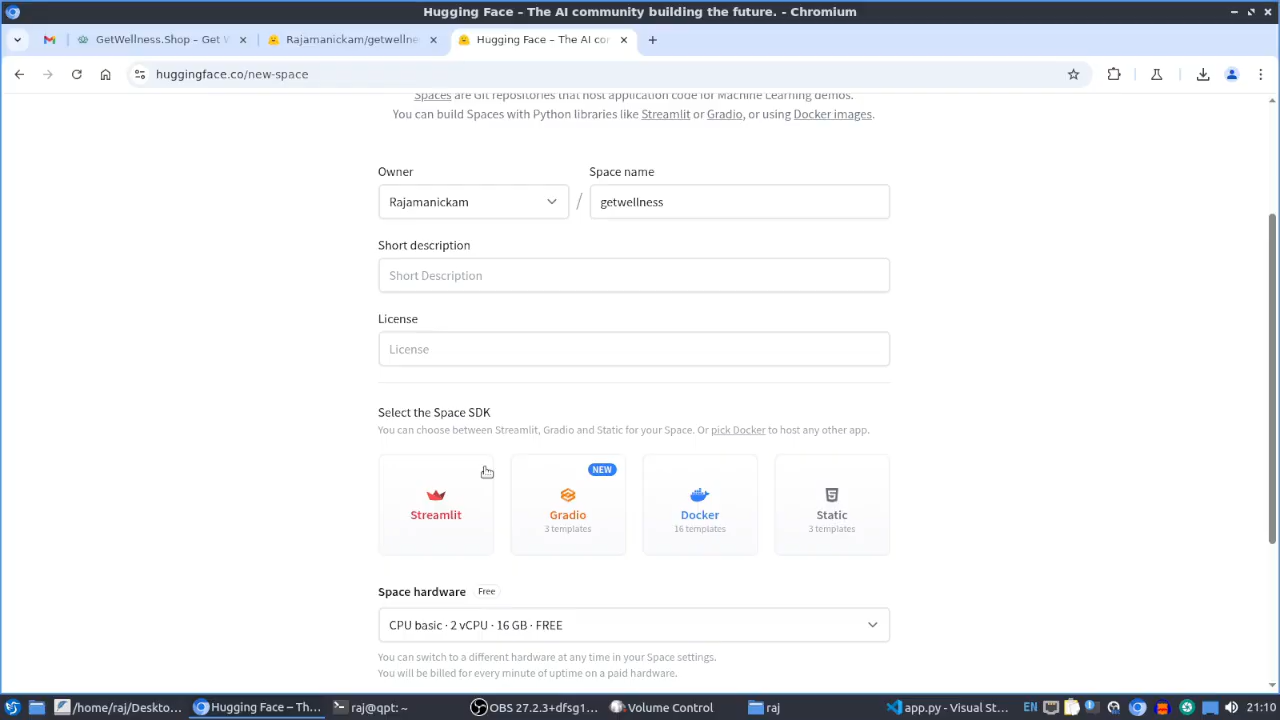 Hugging Face – The AI community building the future. - Chromium
GetWellness.Shop – Get W
Rajamanickam/getwellne
Hugging Face – The AI co
huggingface.co/new-space
Spaces are Git repositories that host application code for Machine Learning demos.
You can build Spaces with Python libraries like Streamlit or Gradio, or using Docker images.
Owner
Space name
Rajamanickam
/
getwellness
Short description
Short Description
License
License
Select the Space SDK
You can choose between Streamlit, Gradio and Static for your Space. Or pick Docker to host any other app.
NEW
Streamlit
Gradio
3 templates
Docker
16 templates
Static
3 templates
Space hardware Free
CPU basic · 2 vCPU · 16 GB · FREE
You can switch to a different hardware at any time in your Space settings.
You will be billed for every minute of uptime on a paid hardware.
/home/raj/Deskto...
Hugging Face – Th...
raj@qpt: ~
OBS 27.2.3+dfsg1...
Volume Control
raj
app.py - Visual St...
EN
21:10